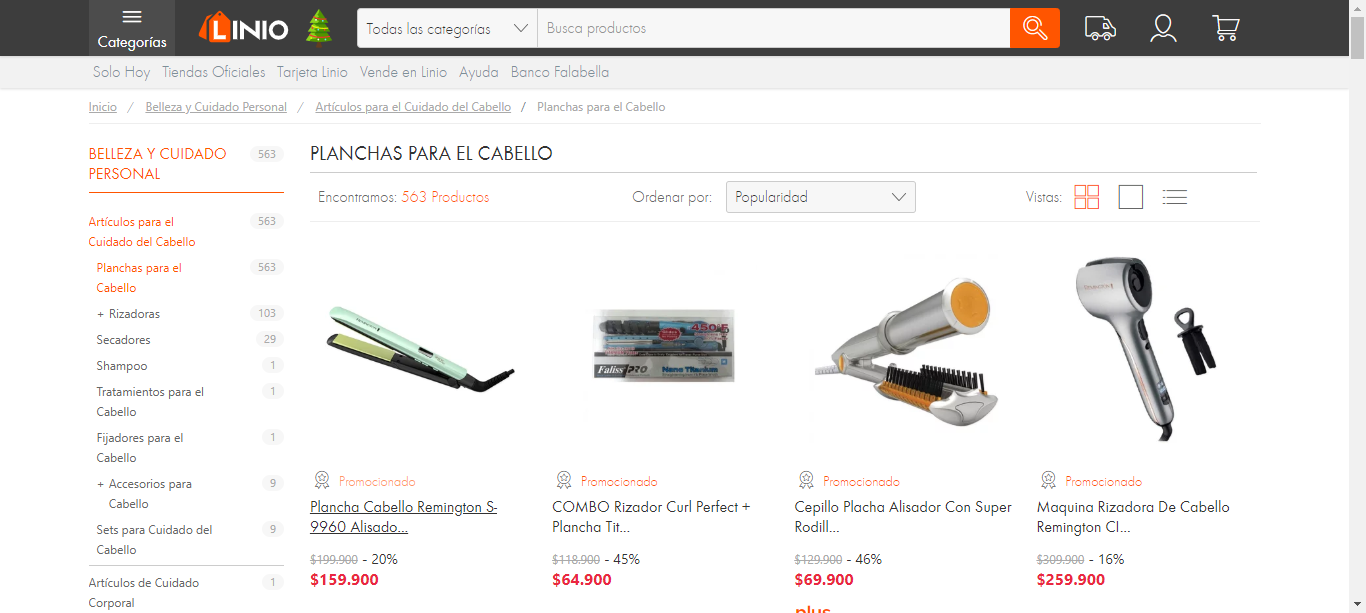 Categorías
LINIO
Todas las categorías
Busca productos
Solo Hoy
Tiendas Oficiales
Tarjeta Linio
Vende en Linio
Ayuda
Banco Falabella
Inicio / Belleza y Cuidado Personal / Artículos para el Cuidado del Cabello / Planchas para el Cabello
BELLEZA Y CUIDADO
PERSONAL
563
Artículos para el
Cuidado del Cabello
563
Planchas para el
Cabello
563
+ Rizadoras 103
Secadores 29
Shampoo 1
Tratamientos para el
Cabello
1
Fijadores para el
Cabello
1
+ Accesorios para
Cabello
9
Sets para Cuidado del
Cabello
9
Artículos de Cuidado
Corporal
1
PLANCHAS PARA EL CABELLO
Encontramos: 563 Productos
Ordenar por: Popularidad
Vistas:
Promocionado
Plancha Cabello Remington S-
9960 Alisado...
$199.900 - 20%
$159.900
450°F
Faliss PRO
Nano Titanium
Promocionado
COMBO Rizador Curl Perfect +
Plancha Tit...
$118.900 - 45%
$64.900
Promocionado
Cepillo Placha Alisador Con Super
Rodill...
$129.900 - 46%
$69.900
plus
REMINGTON
Promocionado
Maquina Rizadora De Cabello
Remington CI...
$309.900 - 16%
$259.900